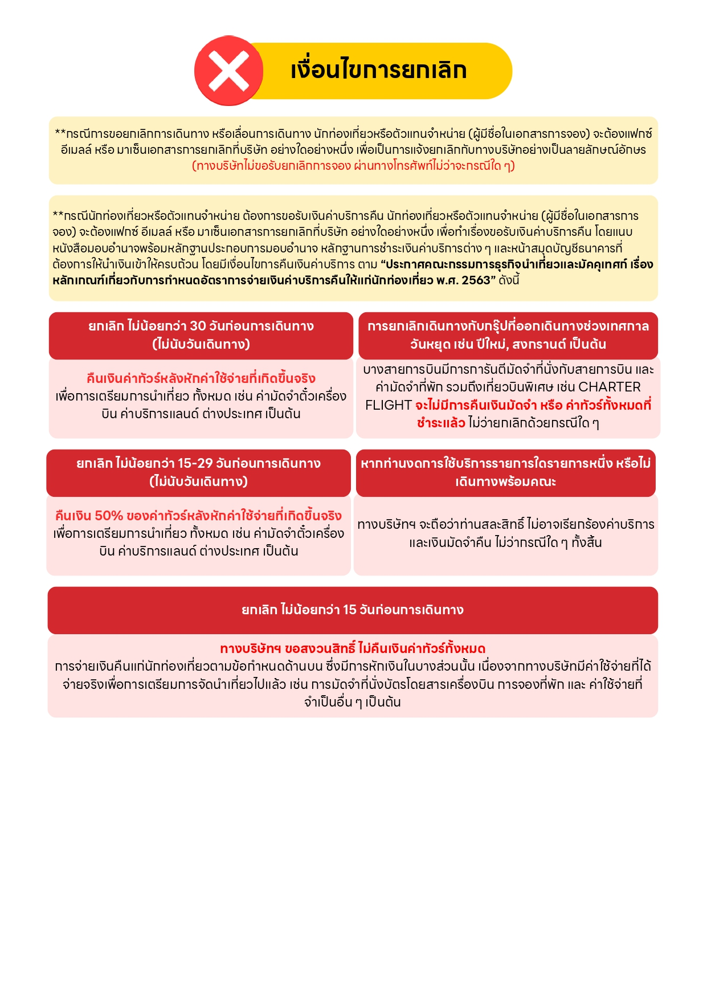 เงื่อนไขการยกเลิก
**กรณีการขอยกเลิกการเดินทาง หรือเลื่อนการเดินทาง นักท่องเที่ยวหรือตัวแทนจำหน่าย (ผู้มีชื่อในเอกสารการจอง) จะต้องแฟกซ์
อีเมลล์ หรือ มาเซ็นเอกสารการยกเลิกที่บริษัท อย่างใดอย่างหนึ่ง เพื่อเป็นการแจ้งยกเลิกกับทางบริษัทอย่างเป็นลายลักษณ์อักษร
(ทางบริษัทไม่ขอรับยกเลิกการจอง ผ่านทางโทรศัพท์ไม่ว่าจะกรณีใด ๆ)
**กรณีนักท่องเที่ยวหรือตัวแทนจำหน่าย ต้องการขอรับเงินค่าบริการคืน นักท่องเที่ยวหรือตัวแทนจำหน่าย (ผู้มีชื่อในเอกสารการ
จอง) จะต้องแฟกซ์ อีเมลล์ หรือ มาเซ็นเอกสารการยกเลิกที่บริษัท อย่างใดอย่างหนึ่ง เพื่อทำเรื่องขอรับเงินค่าบริการคืน โดยแนบ
หนังสือมอบอำนาจพร้อมหลักฐานประกอบการมอบอำนาจ หลักฐานการชำระเงินค่าบริการต่าง ๆ และหน้าสมุดบัญชีธนาคารที่
ต้องการให้นำเงินเข้าให้ครบถ้วน โดยมีเงื่อนไขการคืนเงินค่าบริการ ตาม “ประกาศคณะกรรมการธุรกิจนำเที่ยวและมัคคุเทศก์ เรื่อง
หลักเกณฑ์เกี่ยวกับการกำหนดอัตราการจ่ายเงินค่าบริการคืนให้แก่นักท่องเที่ยว พ.ศ. 2563” ดังนี้
ยกเลิก ไม่น้อยกว่า 30 วันก่อนการเดินทาง
(ไม่นับวันเดินทาง)
คืนเงินค่าทัวร์หลังหักค่าใช้จ่ายที่เกิดขึ้นจริง
เพื่อการเตรียมการนำเที่ยว ทั้งหมด เช่น ค่ามัดจำตั๋วเครื่อง
บิน ค่าบริการแลนด์ ต่างประเทศ เป็นต้น
การยกเลิกเดินทางกับกรุ๊ปที่ออกเดินทางช่วงเทศกาล
วันหยุด เช่น ปีใหม่, สงกรานต์ เป็นต้น
บางสายการบินมีการการันตีมัดจำที่นั่งกับสายการบิน และ
ค่ามัดจำที่พัก รวมถึงเที่ยวบินพิเศษ เช่น CHARTER
FLIGHT จะไม่มีการคืนเงินมัดจำ หรือ ค่าทัวร์ทั้งหมดที่
ชำระแล้ว ไม่ว่ายกเลิกด้วยกรณีใด ๆ
ยกเลิก ไม่น้อยกว่า 15-29 วันก่อนการเดินทาง
(ไม่นับวันเดินทาง)
คืนเงิน 50% ของค่าทัวร์หลังหักค่าใช้จ่ายที่เกิดขึ้นจริง
เพื่อการเตรียมการนำเที่ยว ทั้งหมด เช่น ค่ามัดจำตั๋วเครื่อง
บิน ค่าบริการแลนด์ ต่างประเทศ เป็นต้น
หากท่านงดการใช้บริการรายการใดรายการหนึ่ง หรือไม่
เดินทางพร้อมคณะ
ทางบริษัทฯ จะถือว่าท่านสละสิทธิ์ ไม่อาจเรียกร้องค่าบริการ
และเงินมัดจำคืน ไม่ว่ากรณีใด ๆ ทั้งสิ้น
ยกเลิก ไม่น้อยกว่า 15 วันก่อนการเดินทาง
ทางบริษัทฯ ขอสงวนสิทธิ์ ไม่คืนเงินค่าทัวร์ทั้งหมด
การจ่ายเงินคืนแก่นักท่องเที่ยวตามข้อกำหนดด้านบน ซึ่งมีการหักเงินในบางส่วนนั้น เนื่องจากทางบริษัทมีค่าใช้จ่ายที่ได้
จ่ายจริงเพื่อการเตรียมการจัดนำเที่ยวไปแล้ว เช่น การมัดจำที่นั่งบัตรโดยสารเครื่องบิน การจองที่พัก และ ค่าใช้จ่ายที่
จำเป็นอื่น ๆ เป็นต้น